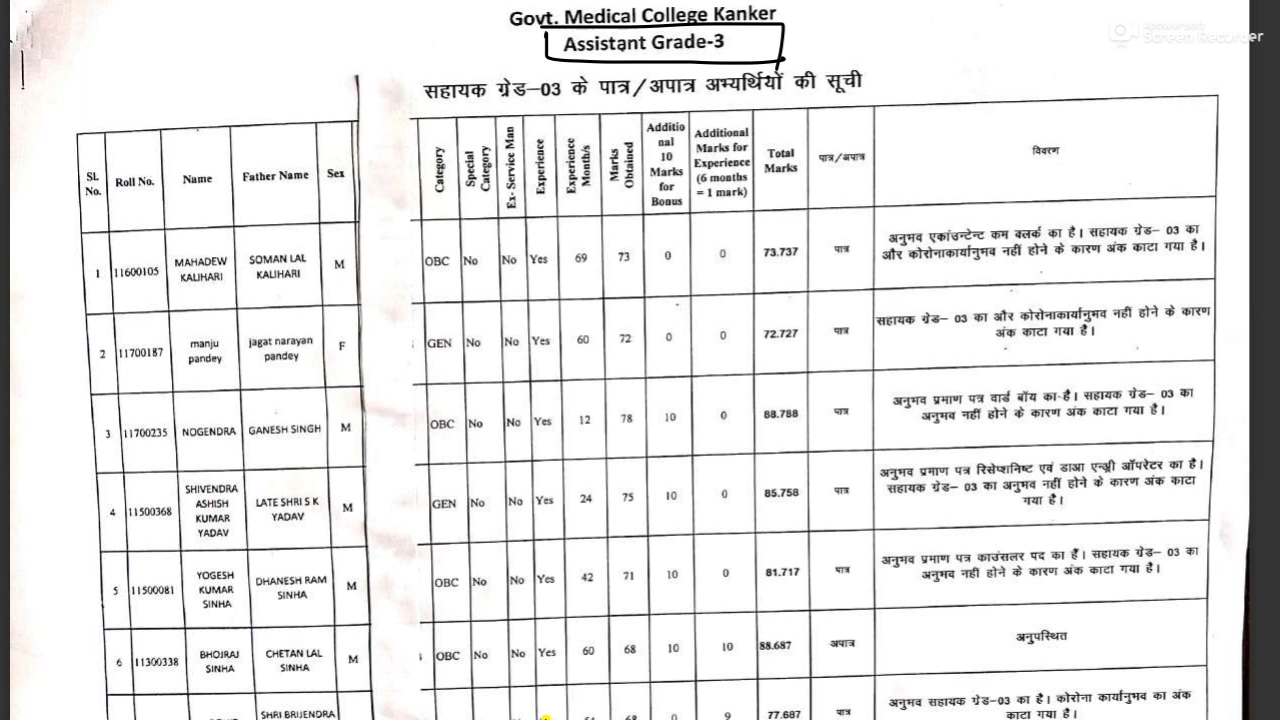 Govt. Medical College Kanker
Assistant Grade-3
Apowersoft
Screen Recorder
सहायक ग्रेड-03 के पात्र/अपात्र अभ्यर्थियों की सूची
Sl. No. Roll No. Name Father Name Sex Category Special Category Ex- Service Man Experience Experience Month/s Marks Obtained Additio nal 10 Marks for Bonus Additional Marks for Experience (6 months = 1 mark) Total Marks पात्र/अपात्र विवरण
1 11600105 MAHADEW KALIHARI SOMAN LAL KALIHARI M OBC No No Yes 69 73 0 0 73.737 पात्र अनुभव एकांउन्टेन्ट कम क्लर्क का है। सहायक ग्रेड- 03 का और कोरोनाकार्यानुभव नहीं होने के कारण अंक काटा गया है।
2 11700187 manju pandey jagat narayan pandey F GEN No No Yes 60 72 0 0 72.727 पात्र सहायक ग्रेड- 03 का और कोरोनाकार्यानुभव नहीं होने के कारण अंक काटा गया है।
3 11700235 NOGENDRA GANESH SINGH M OBC No No Yes 12 78 10 0 88.788 पात्र अनुभव प्रमाण पत्र वार्ड बॉय का है। सहायक ग्रेड- 03 का अनुभव नहीं होने के कारण अंक काटा गया है।
4 11500368 SHIVENDRA ASHISH KUMAR YADAV LATE SHRI S K YADAV M GEN No No Yes 24 75 10 0 85.758 पात्र अनुभव प्रमाण पत्र रिसेप्शनिष्ट एवं डाआ एन्ट्री ऑपरेटर का है। सहायक ग्रेड- 03 का अनुभव नहीं होने के कारण अंक काटा गया है।
5 11500081 YOGESH KUMAR SINHA DHANESH RAM SINHA M OBC No No Yes 42 71 10 0 81.717 पात्र अनुभव प्रमाण पत्र काउंसलर पद का हैं। सहायक ग्रेड- 03 का अनुभव नही होने के कारण अंक काटा गया है।
6 11300338 BHOJRAJ SINHA CHETAN LAL SINHA M OBC No No Yes 60 68 10 10 88.687 अपात्र अनुपस्थित
SHRI BRIJENDRA 0 9 77.687 पात्र अनुभव सहायक ग्रेड-03 का है। कोरोना कार्यानुभव का अंक काटा गया है।